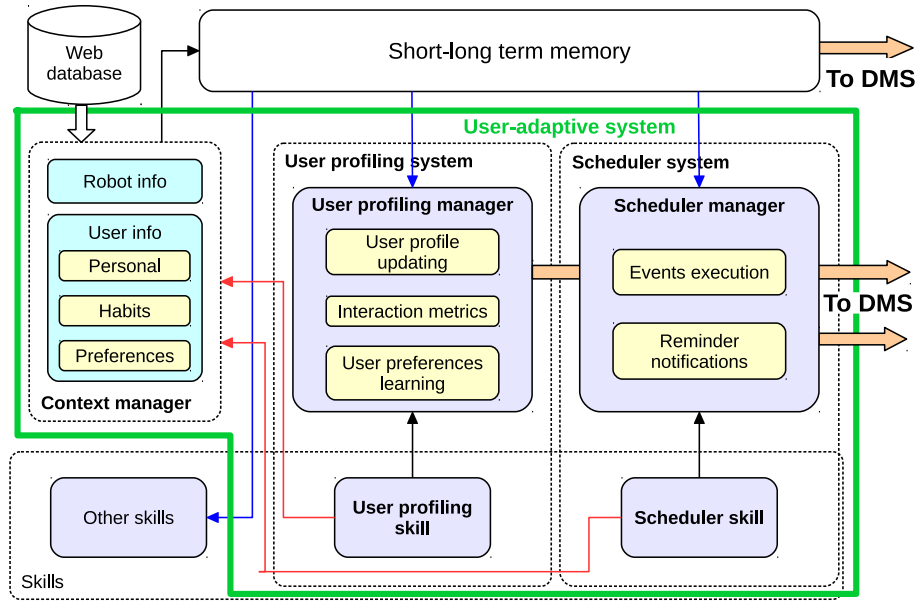 Web
database
Short-long term memory
To DMS
User-adaptive system
User profiling system
Scheduler system
Robot info
User info
Personal
Habits
Preferences
Context manager
User profiling manager
User profile
updating
Interaction metrics
User preferences
learning
Scheduler manager
Events execution
Reminder
notifications
To DMS
Other skills
User profiling
skill
Scheduler skill
Skills